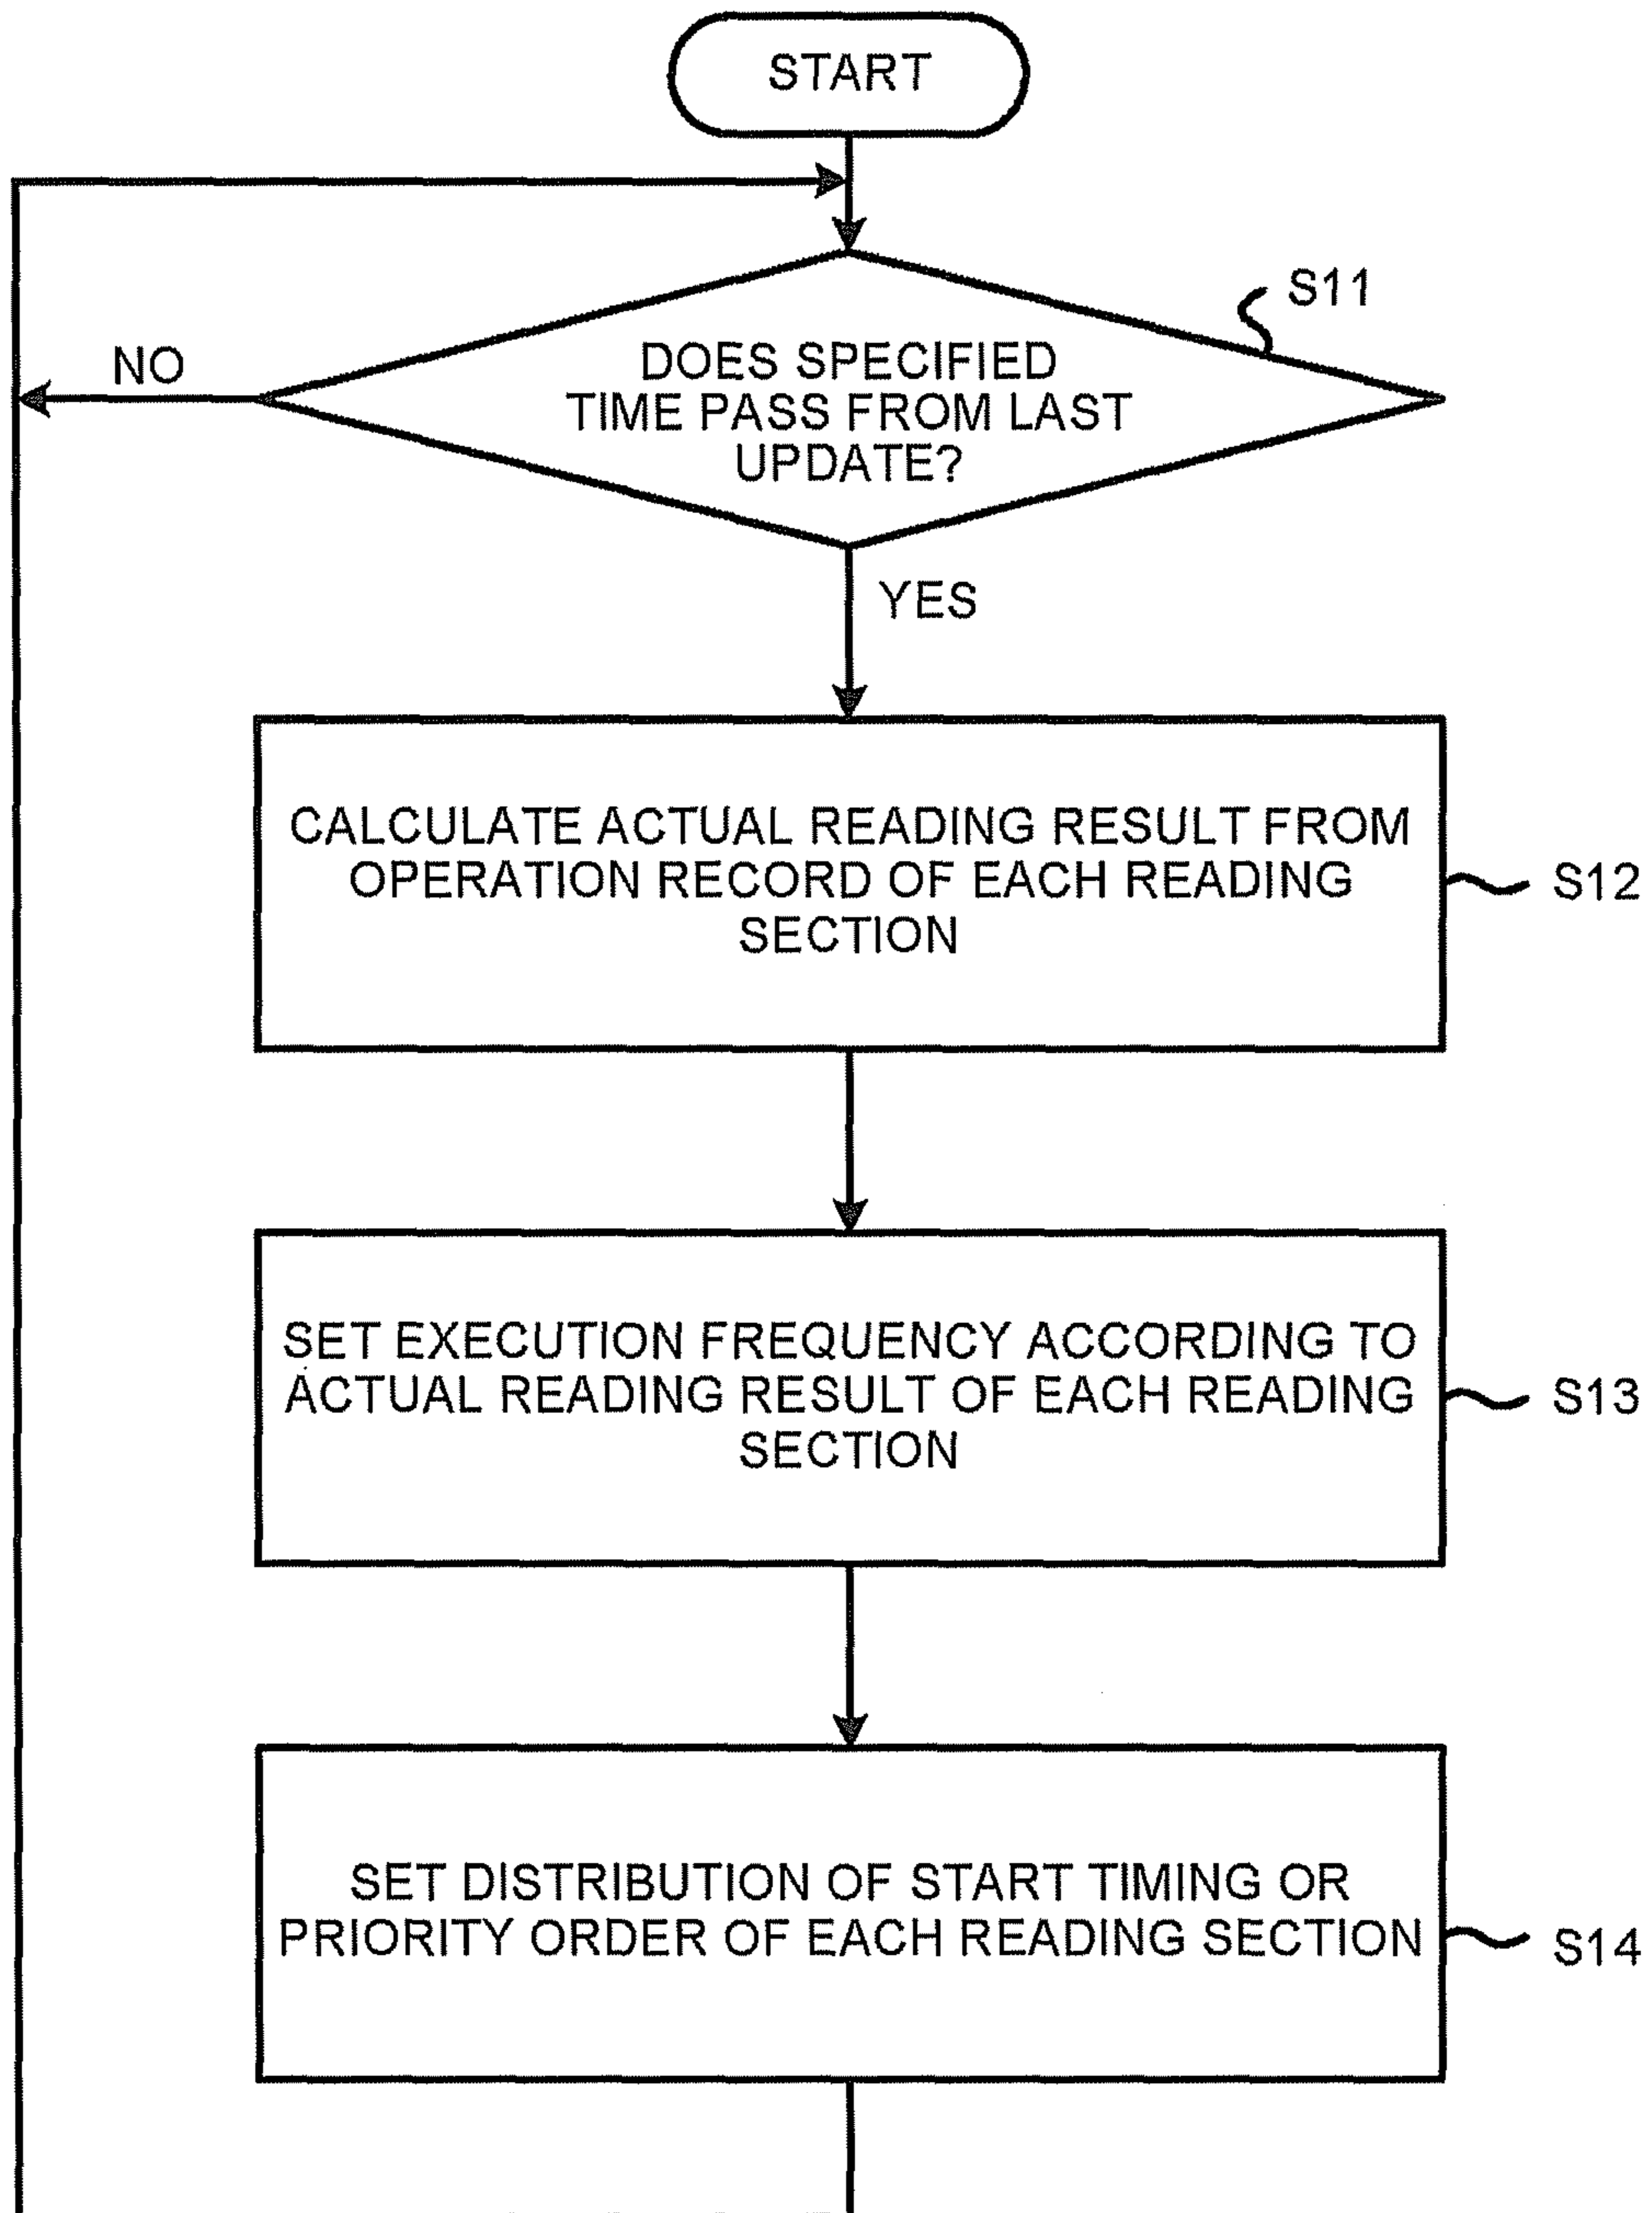 START
S11
DOES SPECIFIED
TIME PASS FROM LAST
UPDATE?
NO
YES
CALCULATE ACTUAL READING RESULT FROM
OPERATION RECORD OF EACH READING
SECTION
S12
SET EXECUTION FREQUENCY ACCORDING TO
ACTUAL READING RESULT OF EACH READING
SECTION
S13
SET DISTRIBUTION OF START TIMING OR
PRIORITY ORDER OF EACH READING SECTION
S14